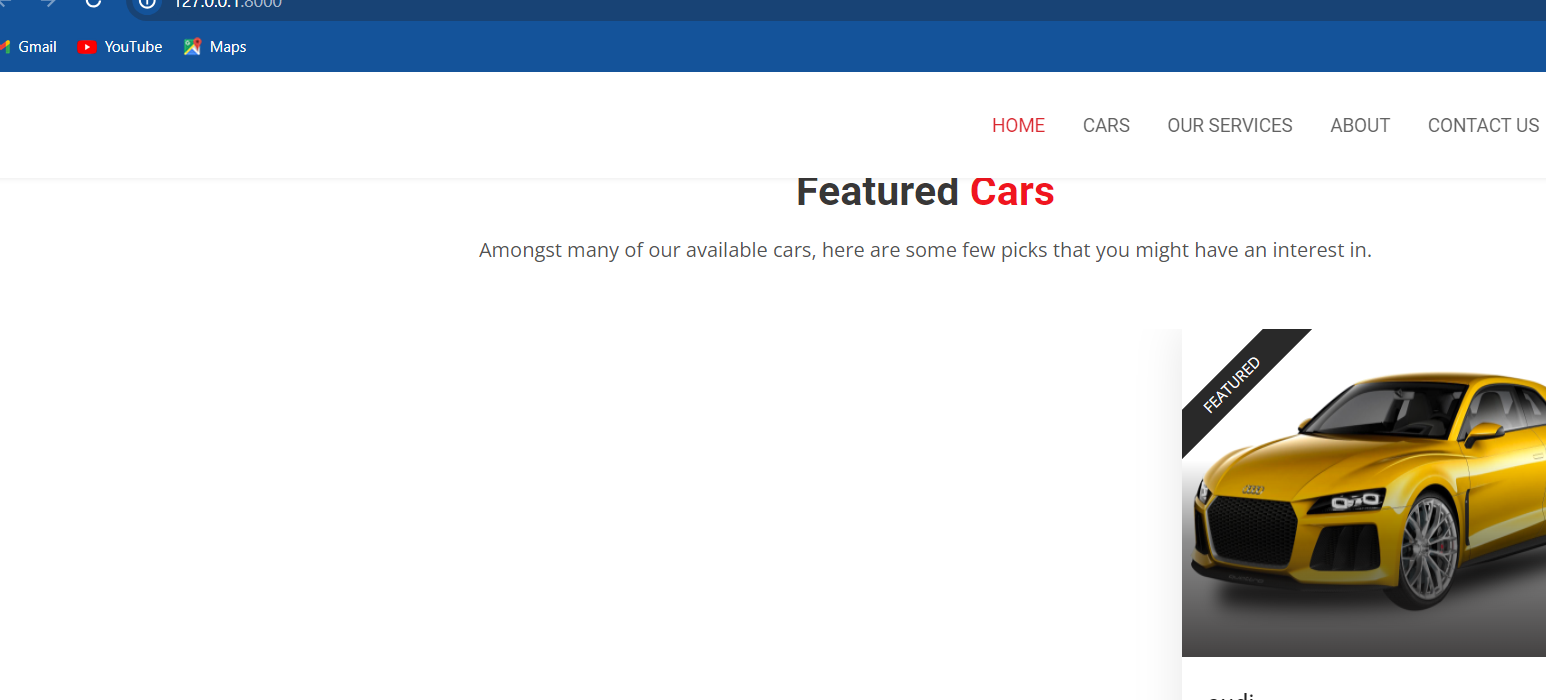 127.0.0.1:8000
Gmail YouTube Maps
HOME CARS OUR SERVICES ABOUT CONTACT US
Featured Cars
Amongst many of our available cars, here are some few picks that you might have an interest in.
FEATURED
audi